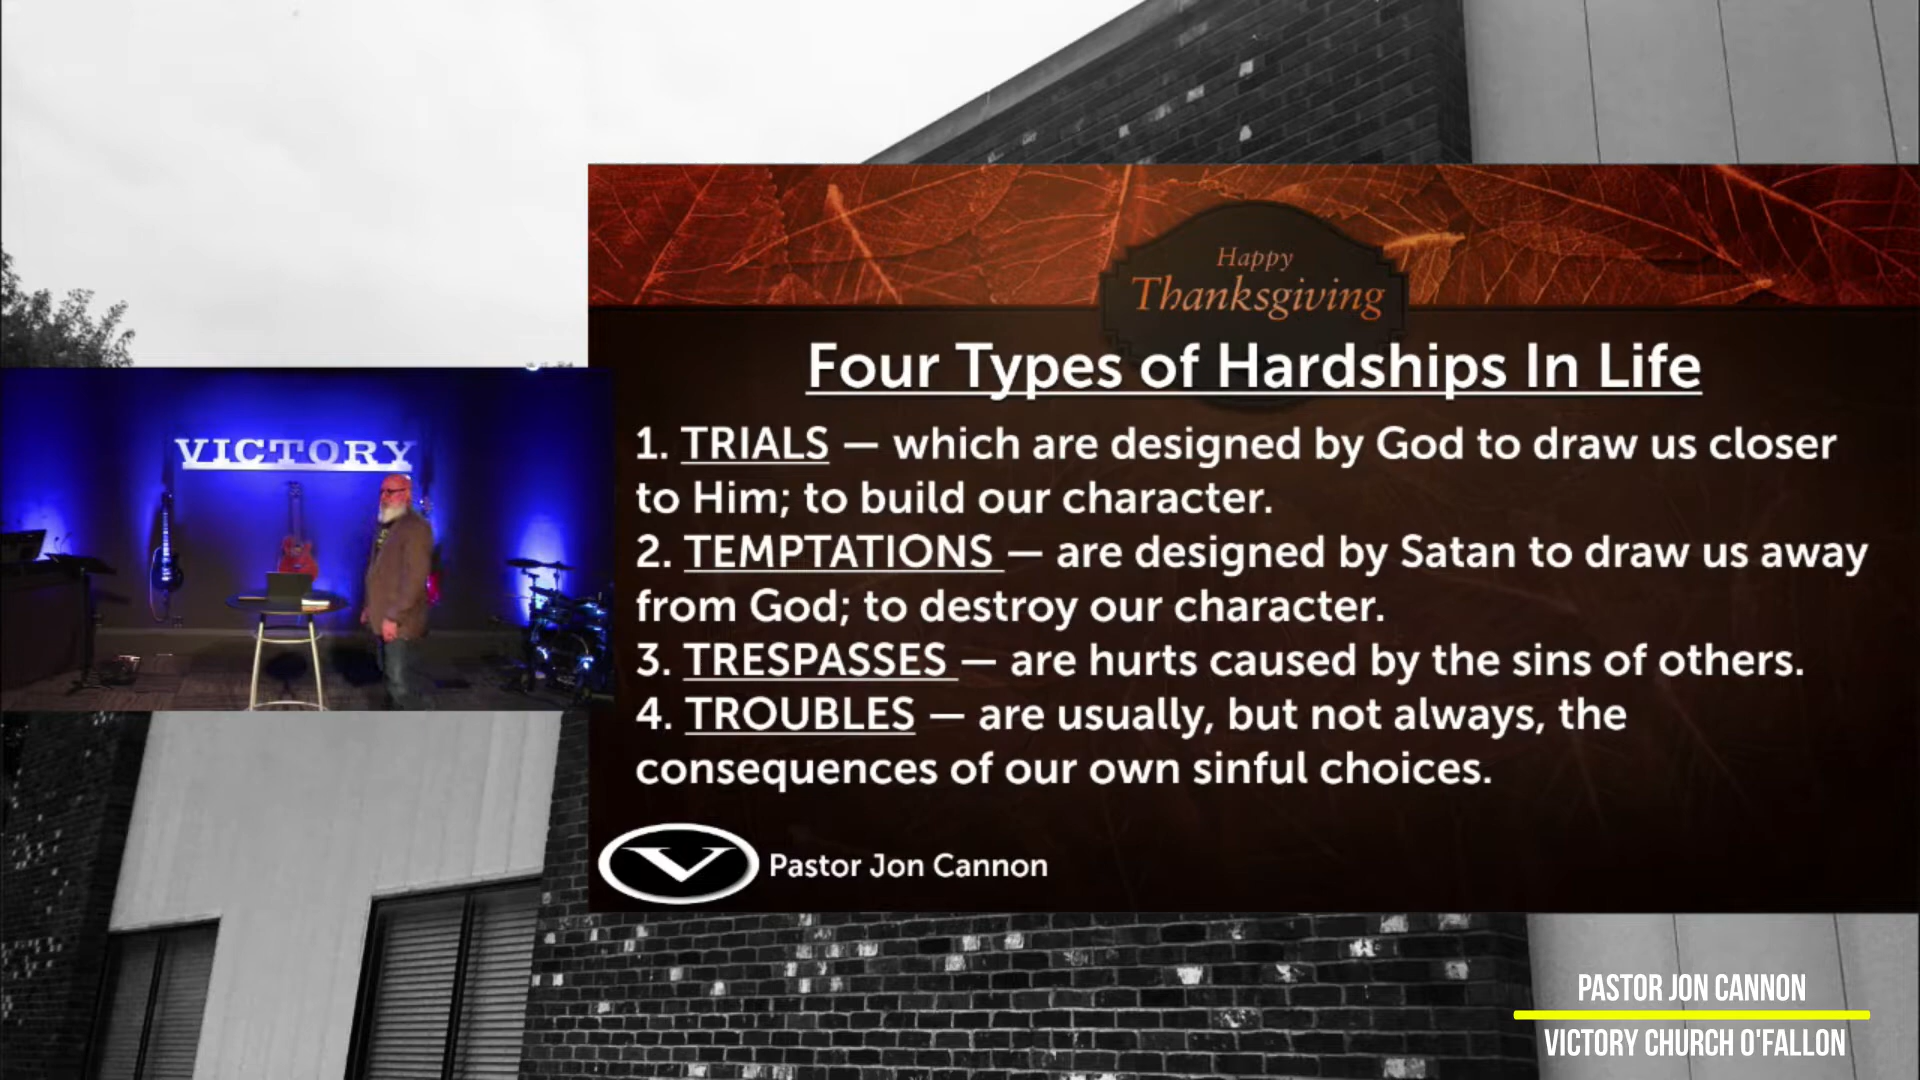 Happy
Thanksgiving
Four Types of Hardships In Life
1. TRIALS — which are designed by God to draw us closer
to Him; to build our character.
2. TEMPTATIONS — are designed by Satan to draw us away
from God; to destroy our character.
3. TRESPASSES — are hurts caused by the sins of others.
4. TROUBLES — are usually, but not always, the
consequences of our own sinful choices.
VICTORY
V
Pastor Jon Cannon
PASTOR JON CANNON
VICTORY CHURCH O'FALLON